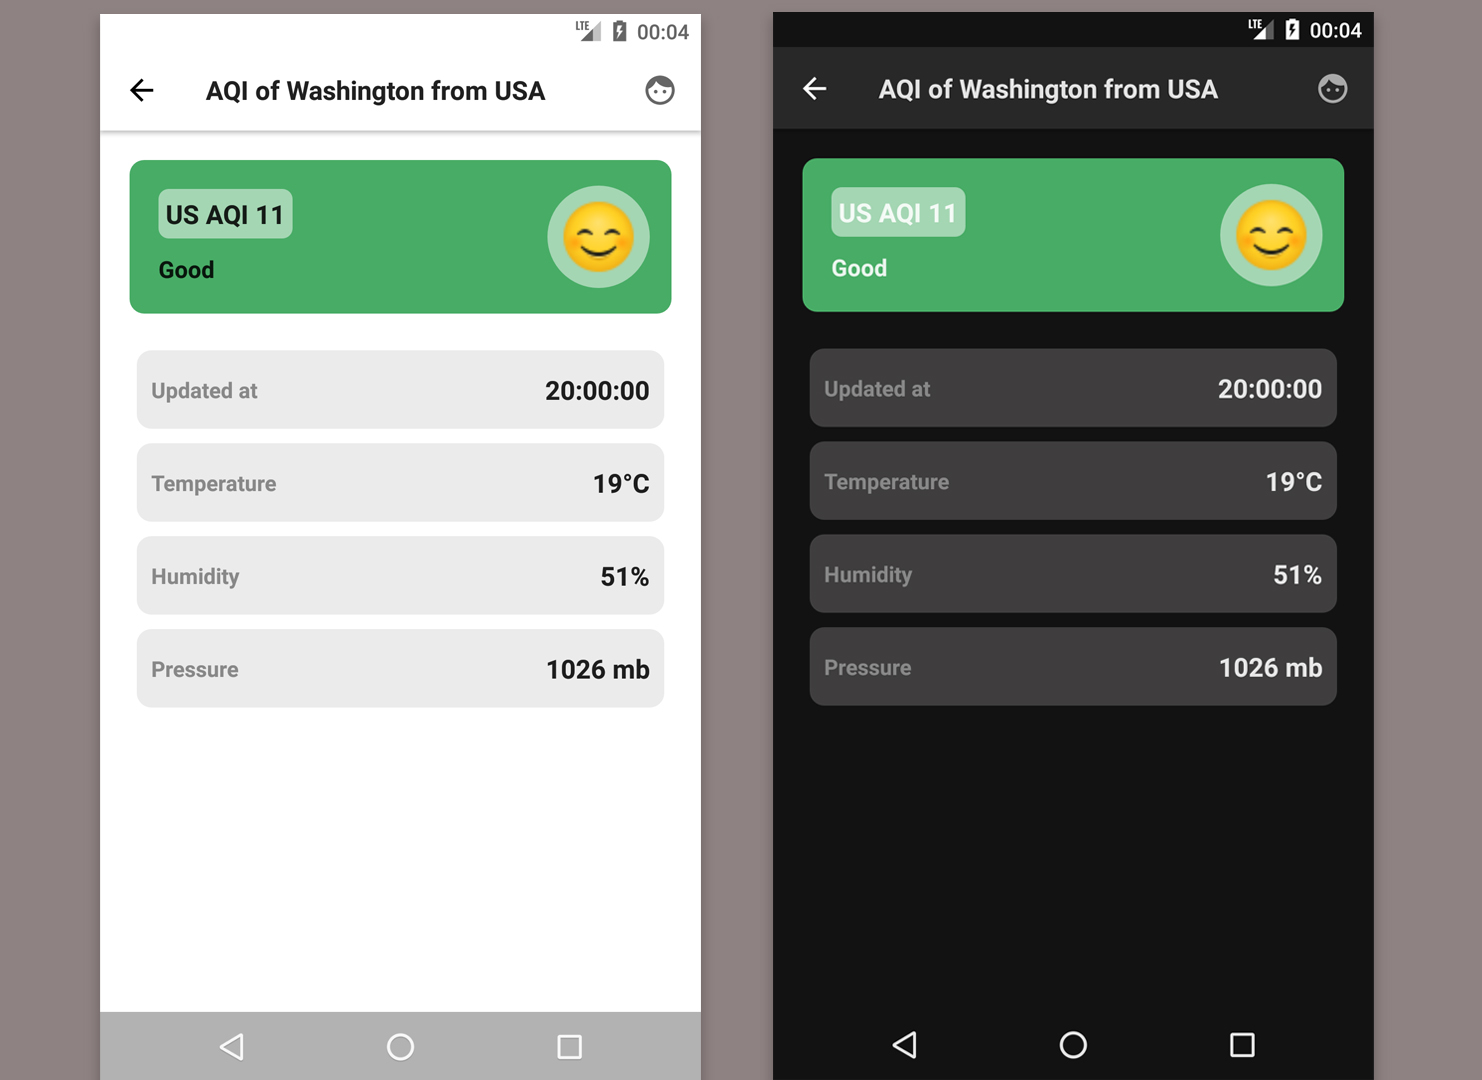 LTE 00:04
AQI of Washington from USA
US AQI 11
Good
Updated at 20:00:00
Temperature 19°C
Humidity 51%
Pressure 1026 mb
LTE 00:04
AQI of Washington from USA
US AQI 11
Good
Updated at 20:00:00
Temperature 19°C
Humidity 51%
Pressure 1026 mb